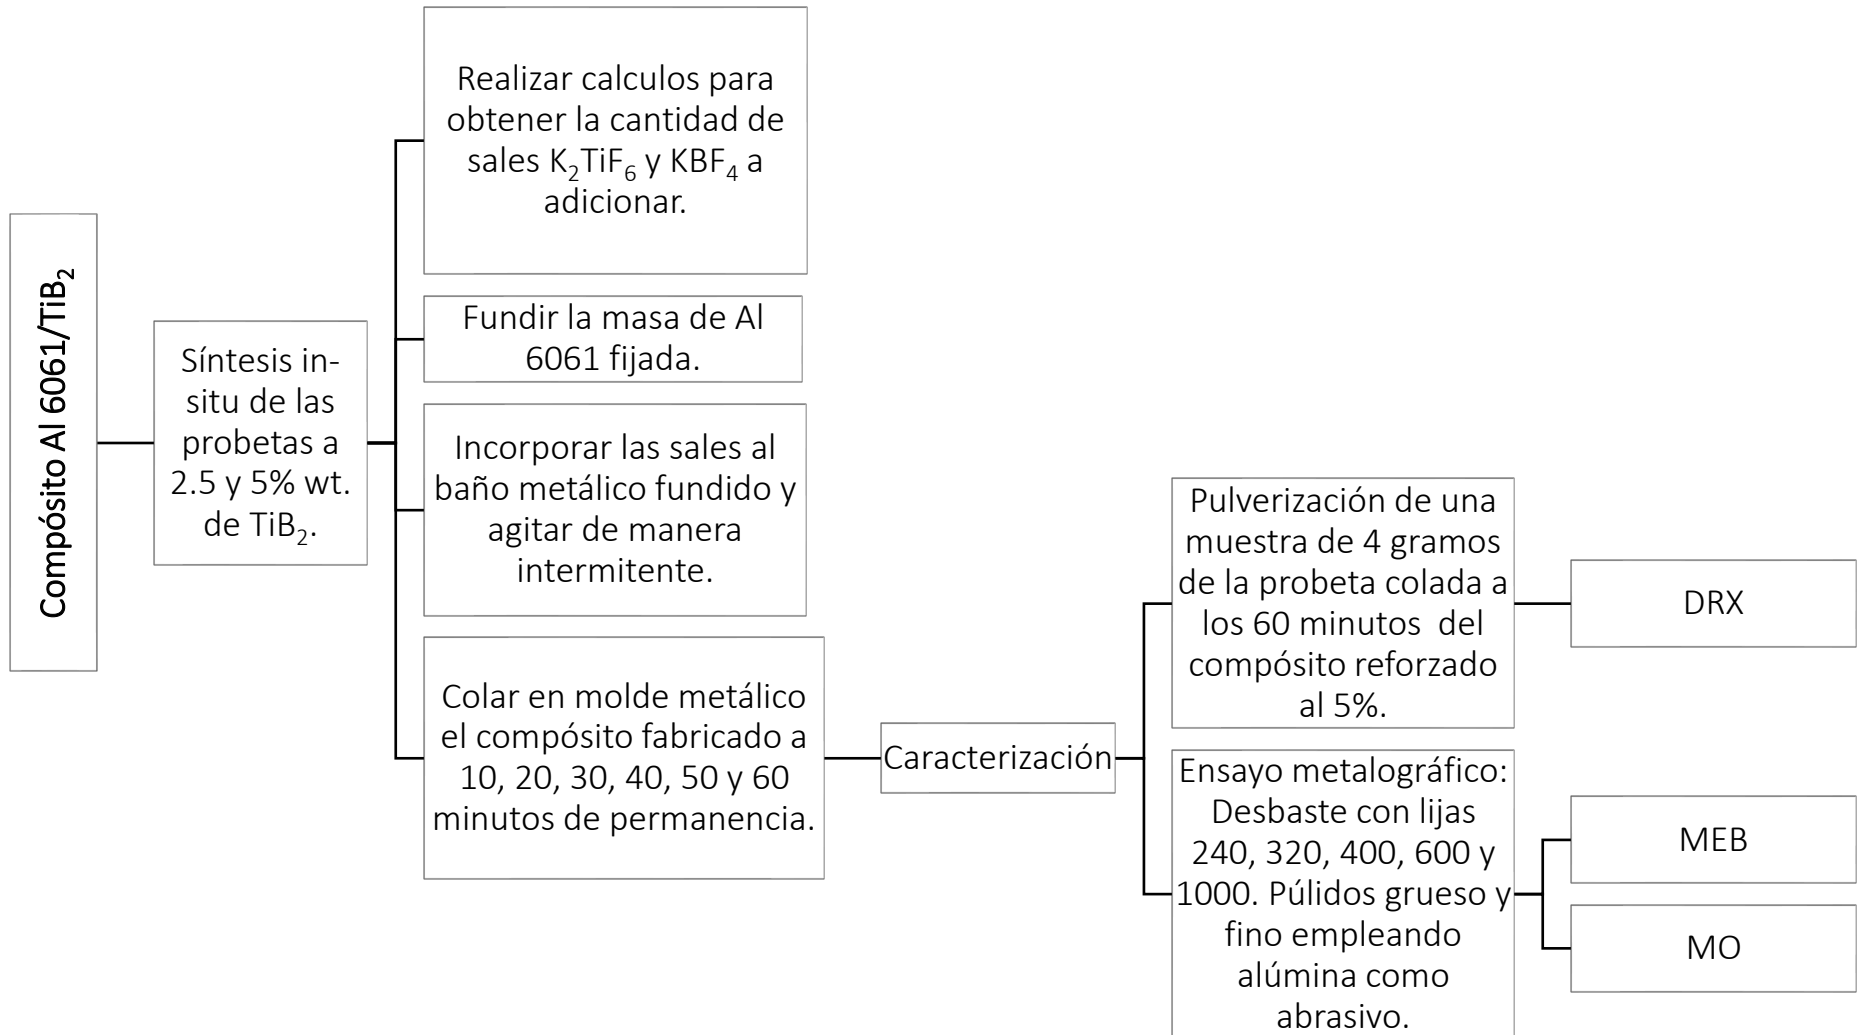 Compósito Al 6061/TiB₂
Síntesis in-
situ de las
probetas a
2.5 y 5% wt.
de TiB₂.
Realizar calculos para
obtener la cantidad de
sales K₂TiF₆ y KBF₄ a
adicionar.
Fundir la masa de Al
6061 fijada.
Incorporar las sales al
baño metálico fundido y
agitar de manera
intermitente.
Colar en molde metálico
el compósito fabricado a
10, 20, 30, 40, 50 y 60
minutos de permanencia.
Caracterización
Pulverización de una
muestra de 4 gramos
de la probeta colada a
los 60 minutos  del
compósito reforzado
al 5%.
DRX
Ensayo metalográfico:
Desbaste con lijas
240, 320, 400, 600 y
1000. Púlidos grueso y
fino empleando
alúmina como
abrasivo.
MEB
MO